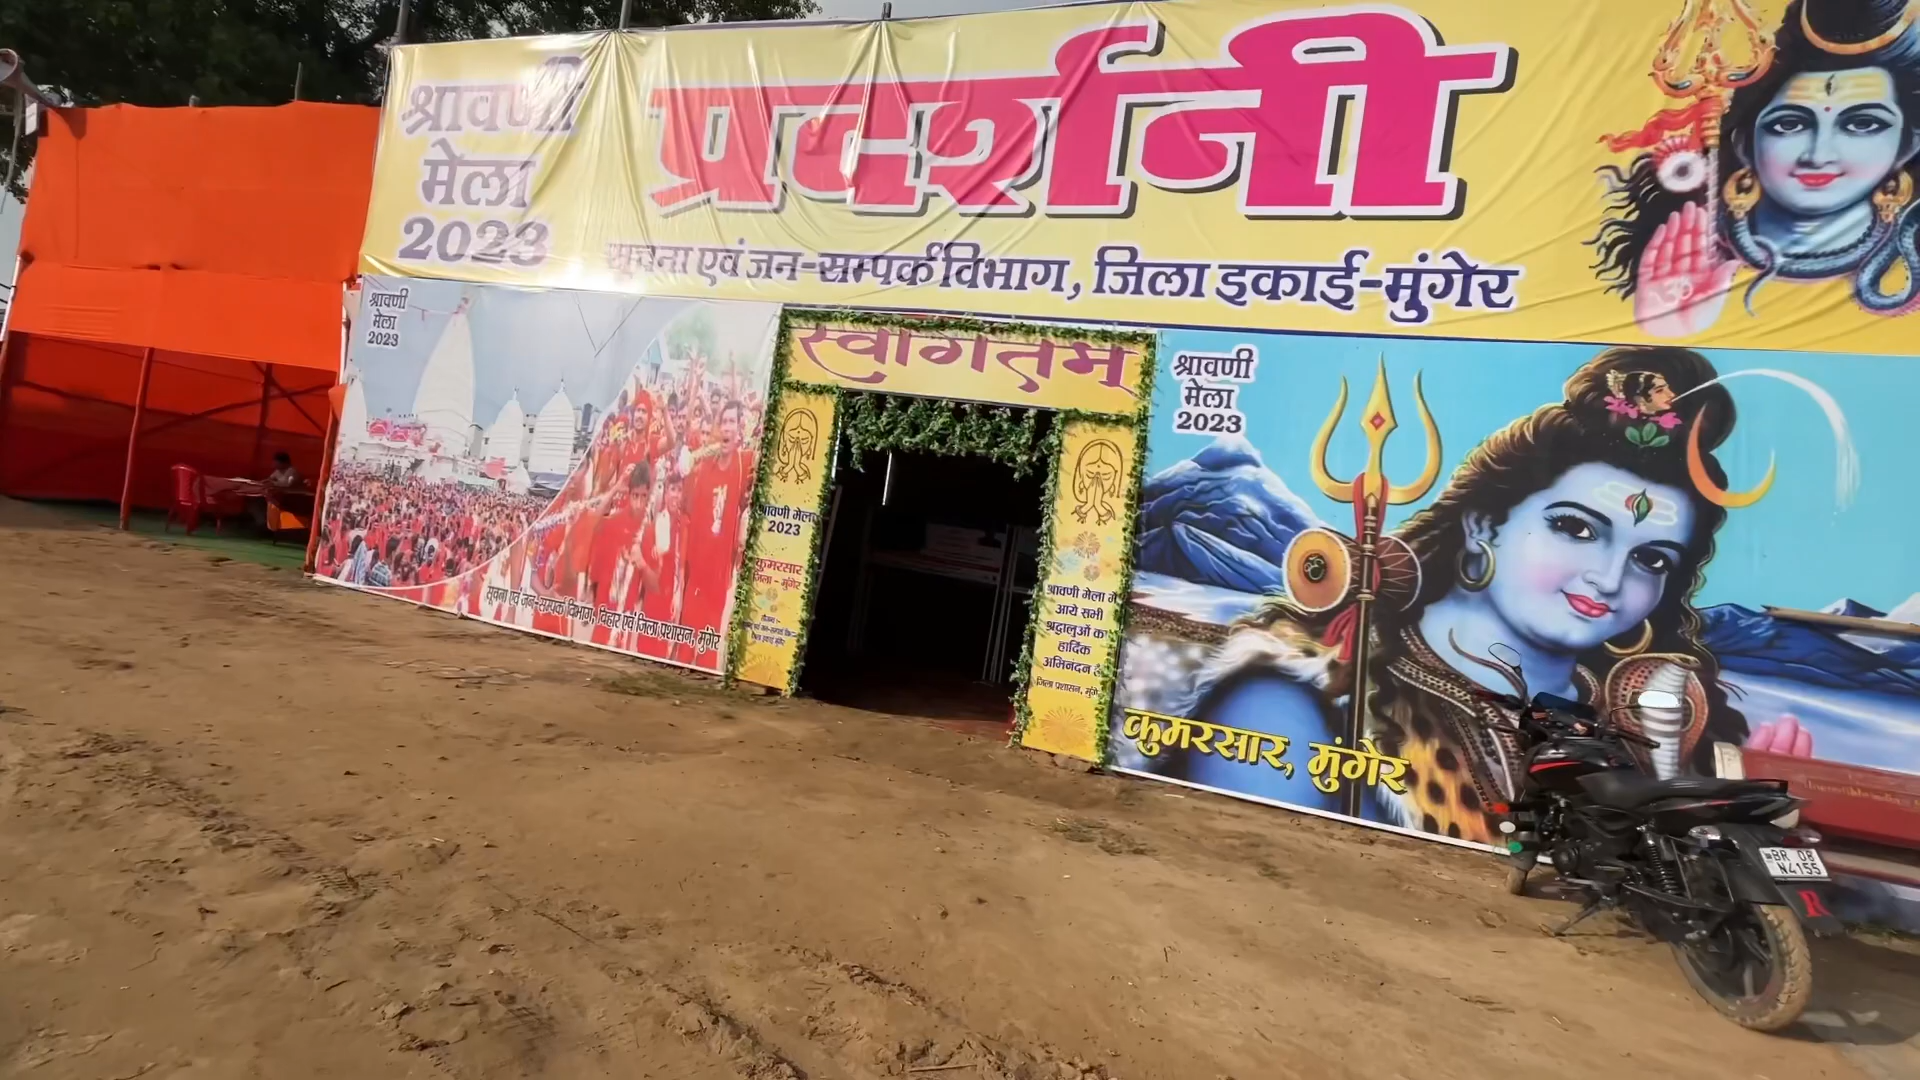 श्रावणी
मेला
2023
प्रदर्शनी
सूचना एवं जन-सम्पर्क विभाग, जिला इकाई-मुंगेर
श्रावणी
मेला
2023
सूचना एवं जन-सम्पर्क विभाग, बिहार एवं जिला प्रशासन, मुंगेर
स्वागतम्
श्रावणी मेला
2023
कुमरसार
जिला - मुंगेर
श्रावणी मेला में
आये सभी
श्रद्धालुओं का
हार्दिक
अभिनंदन है
जिला प्रशासन, मुंगेर
श्रावणी
मेला
2023
कुमरसार, मुंगेर
BR 08
N4155
R